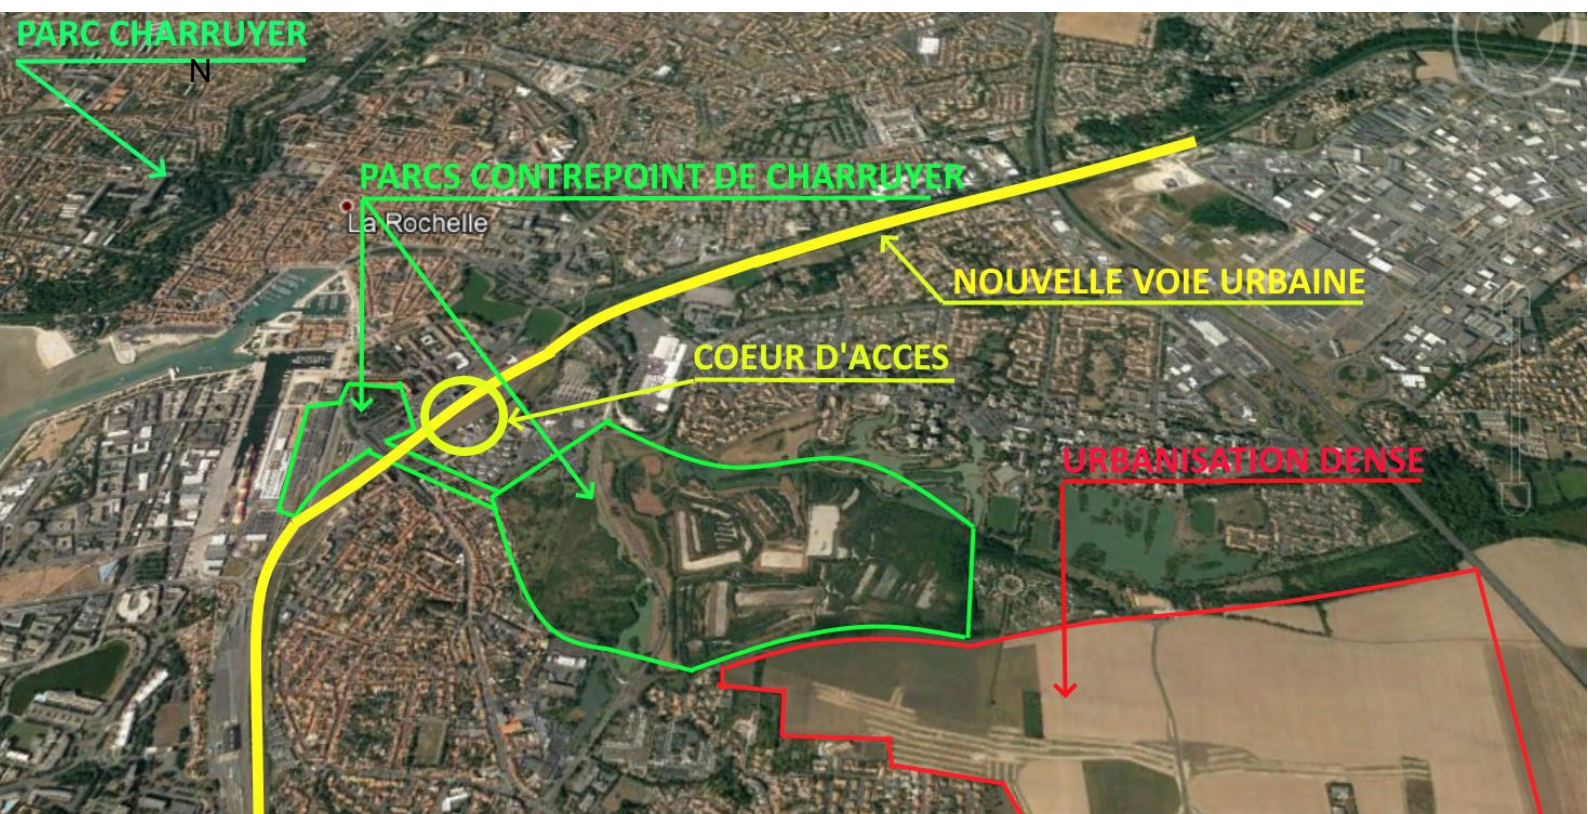 PARC CHARRUYER
N
PARCS CONTREPOINT DE CHARRUYER
La Rochelle
NOUVELLE VOIE URBAINE
COEUR D'ACCES
URBANISATION DENSE